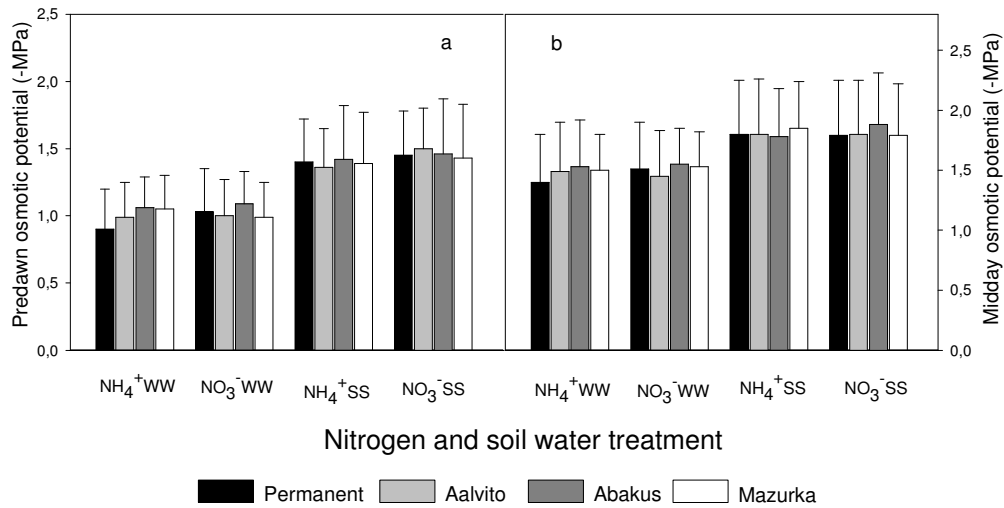 Predawn osmotic potential (-MPa)
2,5
2,0
1,5
1,0
0,5
0,0
a
b
2,5
2,0
1,5
1,0
0,5
0,0
Midday osmotic potential (-MPa)
NH4+WW NO3-WW NH4+SS NO3-SS NH4+WW NO3-WW NH4+SS NO3-SS
Nitrogen and soil water treatment
Permanent Aalvito Abakus Mazurka